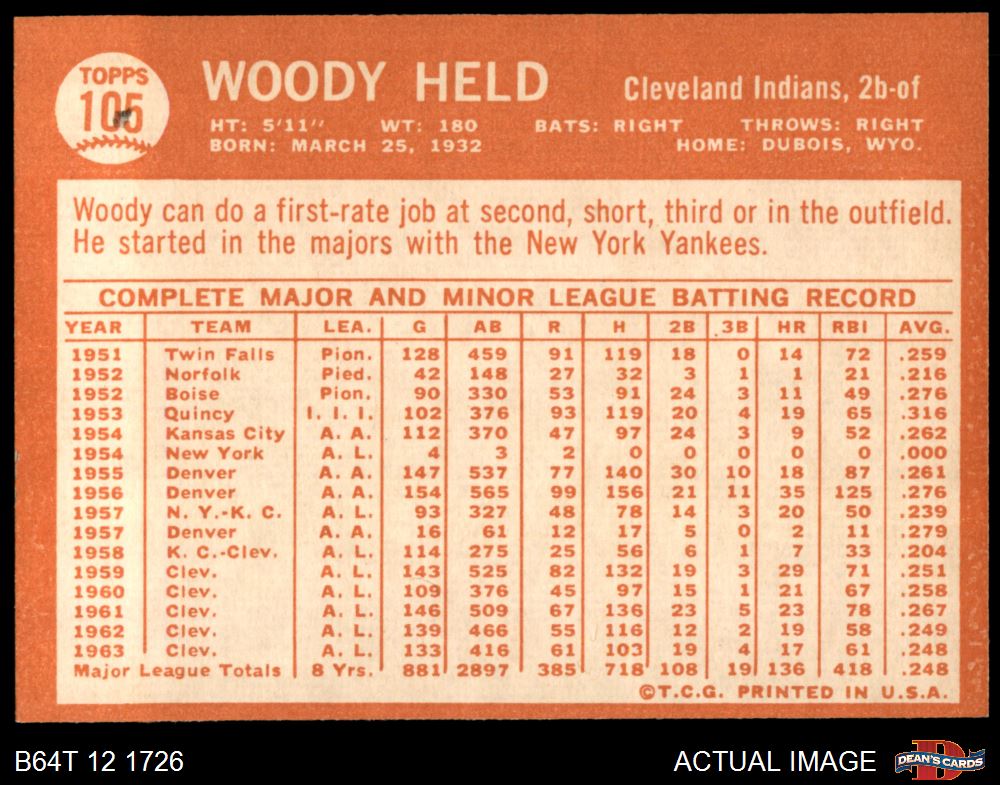 TOPPS
105
WOODY HELD
Cleveland Indians, 2b-of
HT: 5'11" WT: 180 BATS: RIGHT THROWS: RIGHT
BORN: MARCH 25, 1932 HOME: DUBOIS, WYO.
Woody can do a first-rate job at second, short, third or in the outfield.
He started in the majors with the New York Yankees.
COMPLETE MAJOR AND MINOR LEAGUE BATTING RECORD
YEAR TEAM LEA. G AB R H 2B .3B HR RBI AVG.
1951 Twin Falls Pion. 128 459 91 119 18 0 14 72 .259
1952 Norfolk Pied. 42 148 27 32 3 1 1 21 .216
1952 Boise Pion. 90 330 53 91 24 3 11 49 .276
1953 Quincy I. I. I. 102 376 93 119 20 4 19 65 .316
1954 Kansas City A. A. 112 370 47 97 24 3 9 52 .262
1954 New York A. L. 4 3 2 0 0 0 0 0 .000
1955 Denver A. A. 147 537 77 140 30 10 18 87 .261
1956 Denver A. A. 154 565 99 156 21 11 35 125 .276
1957 N. Y.-K. C. A. L. 93 327 48 78 14 3 20 50 .239
1957 Denver A. A. 16 61 12 17 5 0 2 11 .279
1958 K. C.-Clev. A. L. 114 275 25 56 6 1 7 33 .204
1959 Clev. A. L. 143 525 82 132 19 3 29 71 .251
1960 Clev. A. L. 109 376 45 97 15 1 21 67 .258
1961 Clev. A. L. 146 509 67 136 23 5 23 78 .267
1962 Clev. A. L. 139 466 55 116 12 2 19 58 .249
1963 Clev. A. L. 133 416 61 103 19 4 17 61 .248
Major League Totals 8 Yrs. 881 2897 385 718 108 19 136 418 .248
©T.C.G. PRINTED IN U.S.A.
B64T 12 1726 ACTUAL IMAGE
D
DEAN'S CARDS